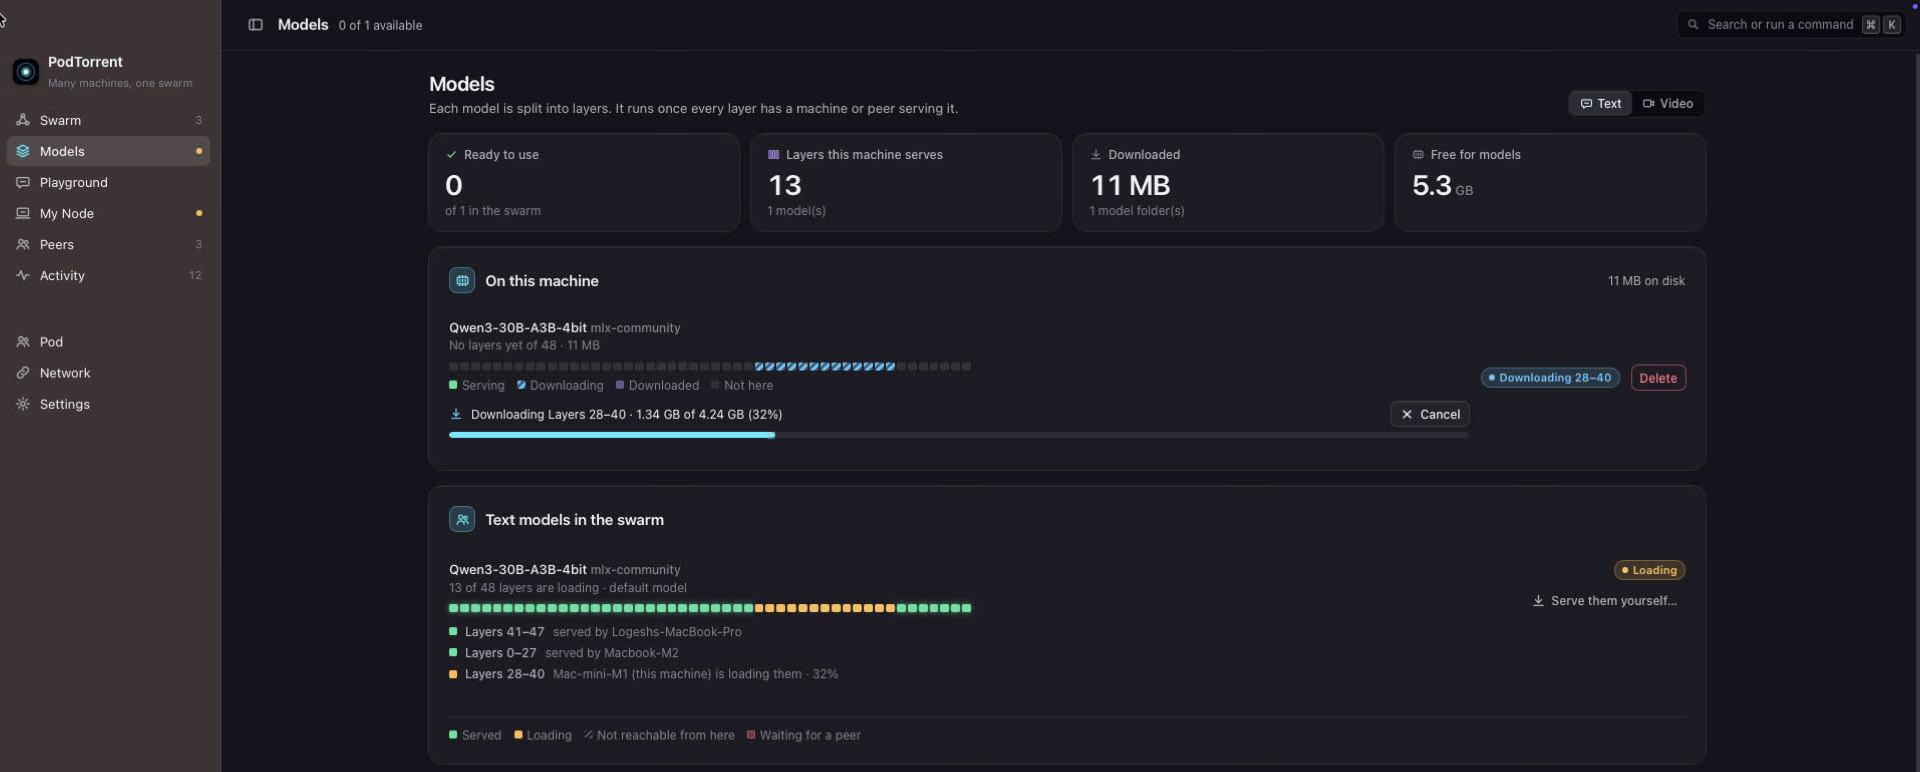 PodTorrent
Many machines, one swarm
Swarm 3
Models
Playground
My Node
Peers 3
Activity 12
Pod
Network
Settings
Models 0 of 1 available
Search or run a command ⌘ K
Models
Each model is split into layers. It runs once every layer has a machine or peer serving it.
Text Video
Ready to use
0
of 1 in the swarm
Layers this machine serves
13
1 model(s)
Downloaded
11 MB
1 model folder(s)
Free for models
5.3 GB
On this machine
11 MB on disk
Qwen3-30B-A3B-4bit mlx-community
No layers yet of 48 · 11 MB
Serving Downloading Downloaded Not here
Downloading 28–40 Delete
Downloading Layers 28–40 · 1.34 GB of 4.24 GB (32%)
Cancel
Text models in the swarm
Qwen3-30B-A3B-4bit mlx-community
Loading
13 of 48 layers are loading · default model
Serve them yourself...
Layers 41–47 served by Logeshs-MacBook-Pro
Layers 0–27 served by Macbook-M2
Layers 28–40 Mac-mini-M1 (this machine) is loading them · 32%
Served Loading Not reachable from here Waiting for a peer